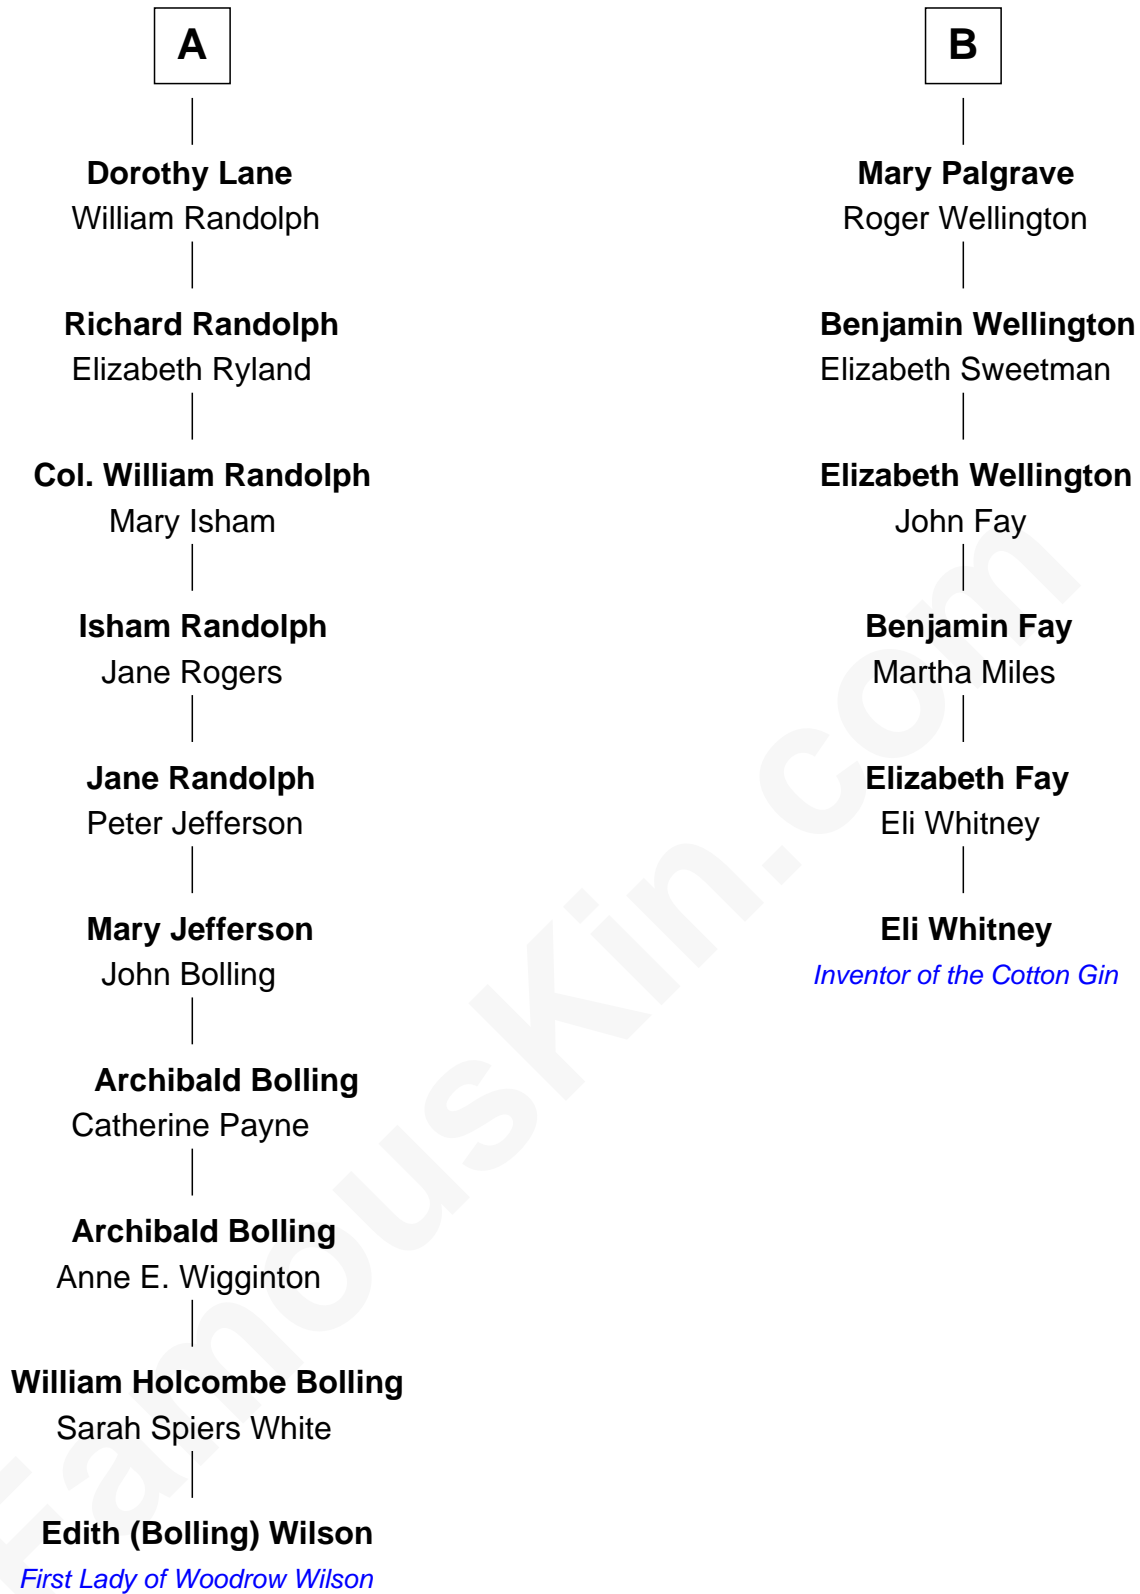 A
Dorothy Lane
William Randolph
Richard Randolph
Elizabeth Ryland
Col. William Randolph
Mary Isham
Isham Randolph
Jane Rogers
Jane Randolph
Peter Jefferson
Mary Jefferson
John Bolling
Archibald Bolling
Catherine Payne
Archibald Bolling
Anne E. Wigginton
William Holcombe Bolling
Sarah Spiers White
Edith (Bolling) Wilson
First Lady of Woodrow Wilson
B
Mary Palgrave
Roger Wellington
Benjamin Wellington
Elizabeth Sweetman
Elizabeth Wellington
John Fay
Benjamin Fay
Martha Miles
Elizabeth Fay
Eli Whitney
Eli Whitney
Inventor of the Cotton Gin
FamousKin.com